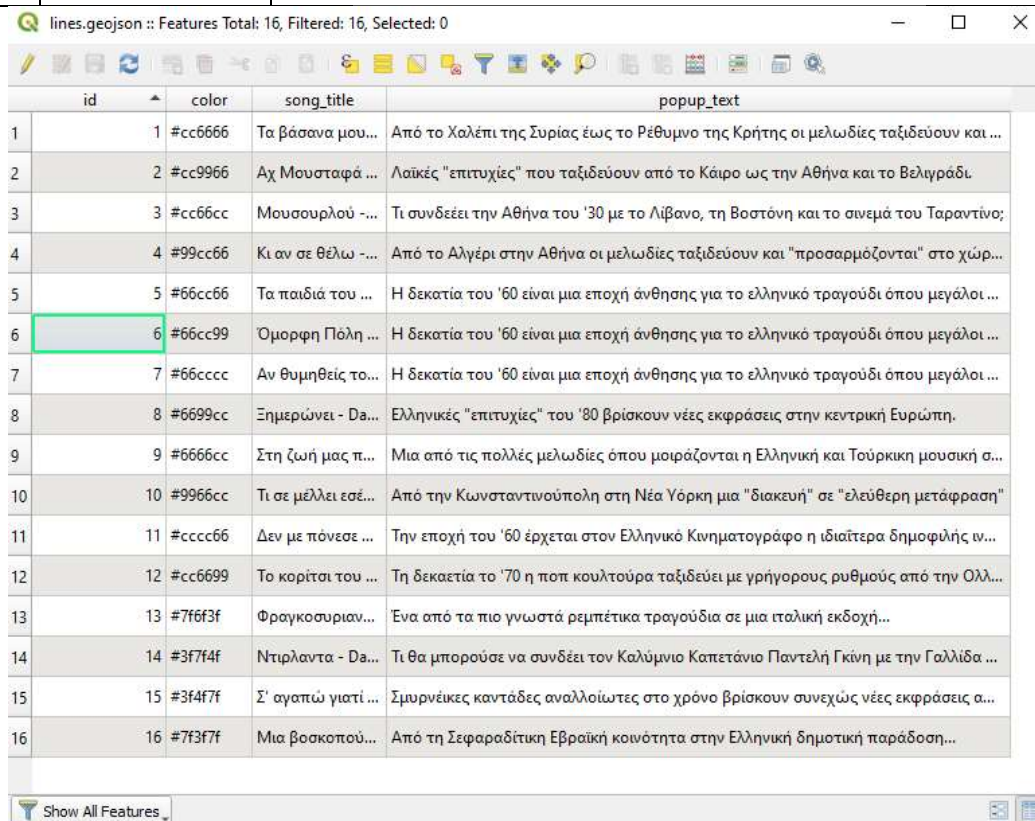 lines.geojson :: Features Total: 16, Filtered: 16, Selected: 0
id color song_title popup_text
1 1 #cc6666 Τα βάσανα μου... Από το Χαλέπι της Συρίας έως το Ρέθυμνο της Κρήτης οι μελωδίες ταξιδεύουν και ...
2 2 #cc9966 Αχ Μουσταφά ... Λαϊκές "επιτυχίες" που ταξιδεύουν από το Κάιρο ως την Αθήνα και το Βελιγράδι.
3 3 #cc66cc Μουσουρλού -... Τι συνδεέει την Αθήνα του '30 με το Λίβανο, τη Βοστόνη και το σινεμά του Ταραντίνο;
4 4 #99cc66 Κι αν σε θέλω -... Από το Αλγέρι στην Αθήνα οι μελωδίες ταξιδεύουν και "προσαρμόζονται" στο χώρ...
5 5 #66cc66 Τα παιδιά του ... Η δεκατία του '60 είναι μια εποχή άνθησης για το ελληνικό τραγούδι όπου μεγάλοι ...
6 6 #66cc99 Όμορφη Πόλη ... Η δεκατία του '60 είναι μια εποχή άνθησης για το ελληνικό τραγούδι όπου μεγάλοι ...
7 7 #66cccc Αν θυμηθείς το... Η δεκατία του '60 είναι μια εποχή άνθησης για το ελληνικό τραγούδι όπου μεγάλοι ...
8 8 #6699cc Ξημερώνει - Da... Ελληνικές "επιτυχίες" του '80 βρίσκουν νέες εκφράσεις στην κεντρική Ευρώπη.
9 9 #6666cc Στη ζωή μας π... Μια από τις πολλές μελωδίες όπου μοιράζονται η Ελληνική και Τούρκικη μουσική σ...
10 10 #9966cc Τι σε μέλλει εσέ... Από την Κωνσταντινούπολη στη Νέα Υόρκη μια "διακευή" σε "ελεύθερη μετάφραση"
11 11 #cccc66 Δεν με πόνεσε ... Την εποχή του '60 έρχεται στον Ελληνικό Κινηματογράφο η ιδιαΐτερα δημοφιλής ιν...
12 12 #cc6699 Το κορίτσι του ... Τη δεκαετία το '70 η ποπ κουλτούρα ταξιδεύει με γρήγορους ρυθμούς από την Ολλ...
13 13 #7f6f3f Φραγκοσυριαν... Ένα από τα πιο γνωστά ρεμπέτικα τραγούδια σε μια ιταλική εκδοχή...
14 14 #3f7f4f Ντιρλαντα - Da... Τι θα μπορούσε να συνδέει τον Καλύμνιο Καπετάνιο Παντελή Γκίνη με την Γαλλίδα ...
15 15 #3f4f7f Σ' αγαπώ γιατί ... Σμυρνέικες καντάδες αναλλοίωτες στο χρόνο βρίσκουν συνεχώς νέες εκφράσεις α...
16 16 #7f3f7f Μια βοσκοπού... Από τη Σεφαραδίτικη Εβραϊκή κοινότητα στην Ελληνική δημοτική παράδοση...
Show All Features